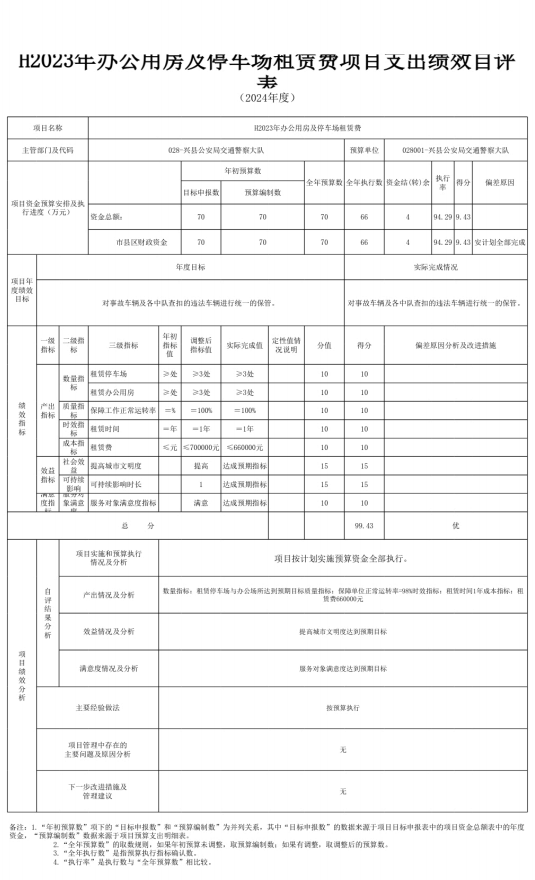 H2023年办公用房及停车场租赁费项目支出绩效自评
表
（2024年度）
项目名称 H2023年办公用房及停车场租赁费
主管部门及代码 028-兴县公安局交通警察大队 预算单位 028001-兴县公安局交通警察大队
项目资金预算安排及执行进度（万元） 年初预算数 全年预算数 全年执行数 资金结(转)余 执行率 得分 偏差原因
目标申报数 预算编制数
资金总额: 70 70 70 66 4 94.29 9.43
市县区财政资金 70 70 70 66 4 94.29 9.43 安计划全部完成
项目年度绩效目标 年度目标 实际完成情况
对事故车辆及各中队查扣的违法车辆进行统一的保管。 对事故车辆及各中队查扣的违法车辆进行统一的保管。
绩效指标 一级指标 二级指标 三级指标 年初指标值 调整后指标值 实际完成值 定性值情况说明 分值 得分 偏差原因分析及改进措施
产出指标 数量指标 租赁停车场 ≥处 ≥3处 ≥3处 10 10
租赁办公用房 ≥处 ≥3处 ≥3处 10 10
质量指标 保障工作正常运转率 ＝% ＝100% ＝100% 10 10
时效指标 租赁时间 ＝年 ＝1年 ＝1年 10 10
成本指标 租赁费 ≤元 ≤700000元 ≤660000元 10 10
效益指标 社会效益 提高城市文明度 提高 达成预期指标 15 15
可持续影响 可持续影响时长 1 达成预期指标 15 15
满意度指标 服务对象满意度 服务对象满意度指标 满意 达成预期指标 10 10
总 分 99.43 优
项目绩效分析 自评结果分析 项目实施和预算执行情况及分析 项目按计划实施预算资金全部执行。
产出情况及分析 数量指标：租赁停车场与办公场所达到预期目标质量指标：保障单位正常运转率=98%时效指标：租赁时间1年成本指标：租赁费660000元
效益情况及分析 提高城市文明度达到预期目标
满意度情况及分析 服务对象满意度达到预期目标
主要经验做法 按预算执行
项目管理中存在的主要问题及原因分析 无
下一步改进措施及管理建议 无
备注：1.“年初预算数”项下的“目标申报数”和“预算编制数”为并列关系，其中“目标申报数”的数据来源于项目目标申报表中的项目资金总额表中的年度
资金，“预算编制数”数据来源于项目预算支出明细表。
2.“全年预算数”的取数规则，如果年初预算未调整，取预算编制数；如果有调整，取调整后的预算数。
3.“全年执行数”是指预算执行指标确认数。
4.“执行率”是执行数与“全年预算数”相比较。